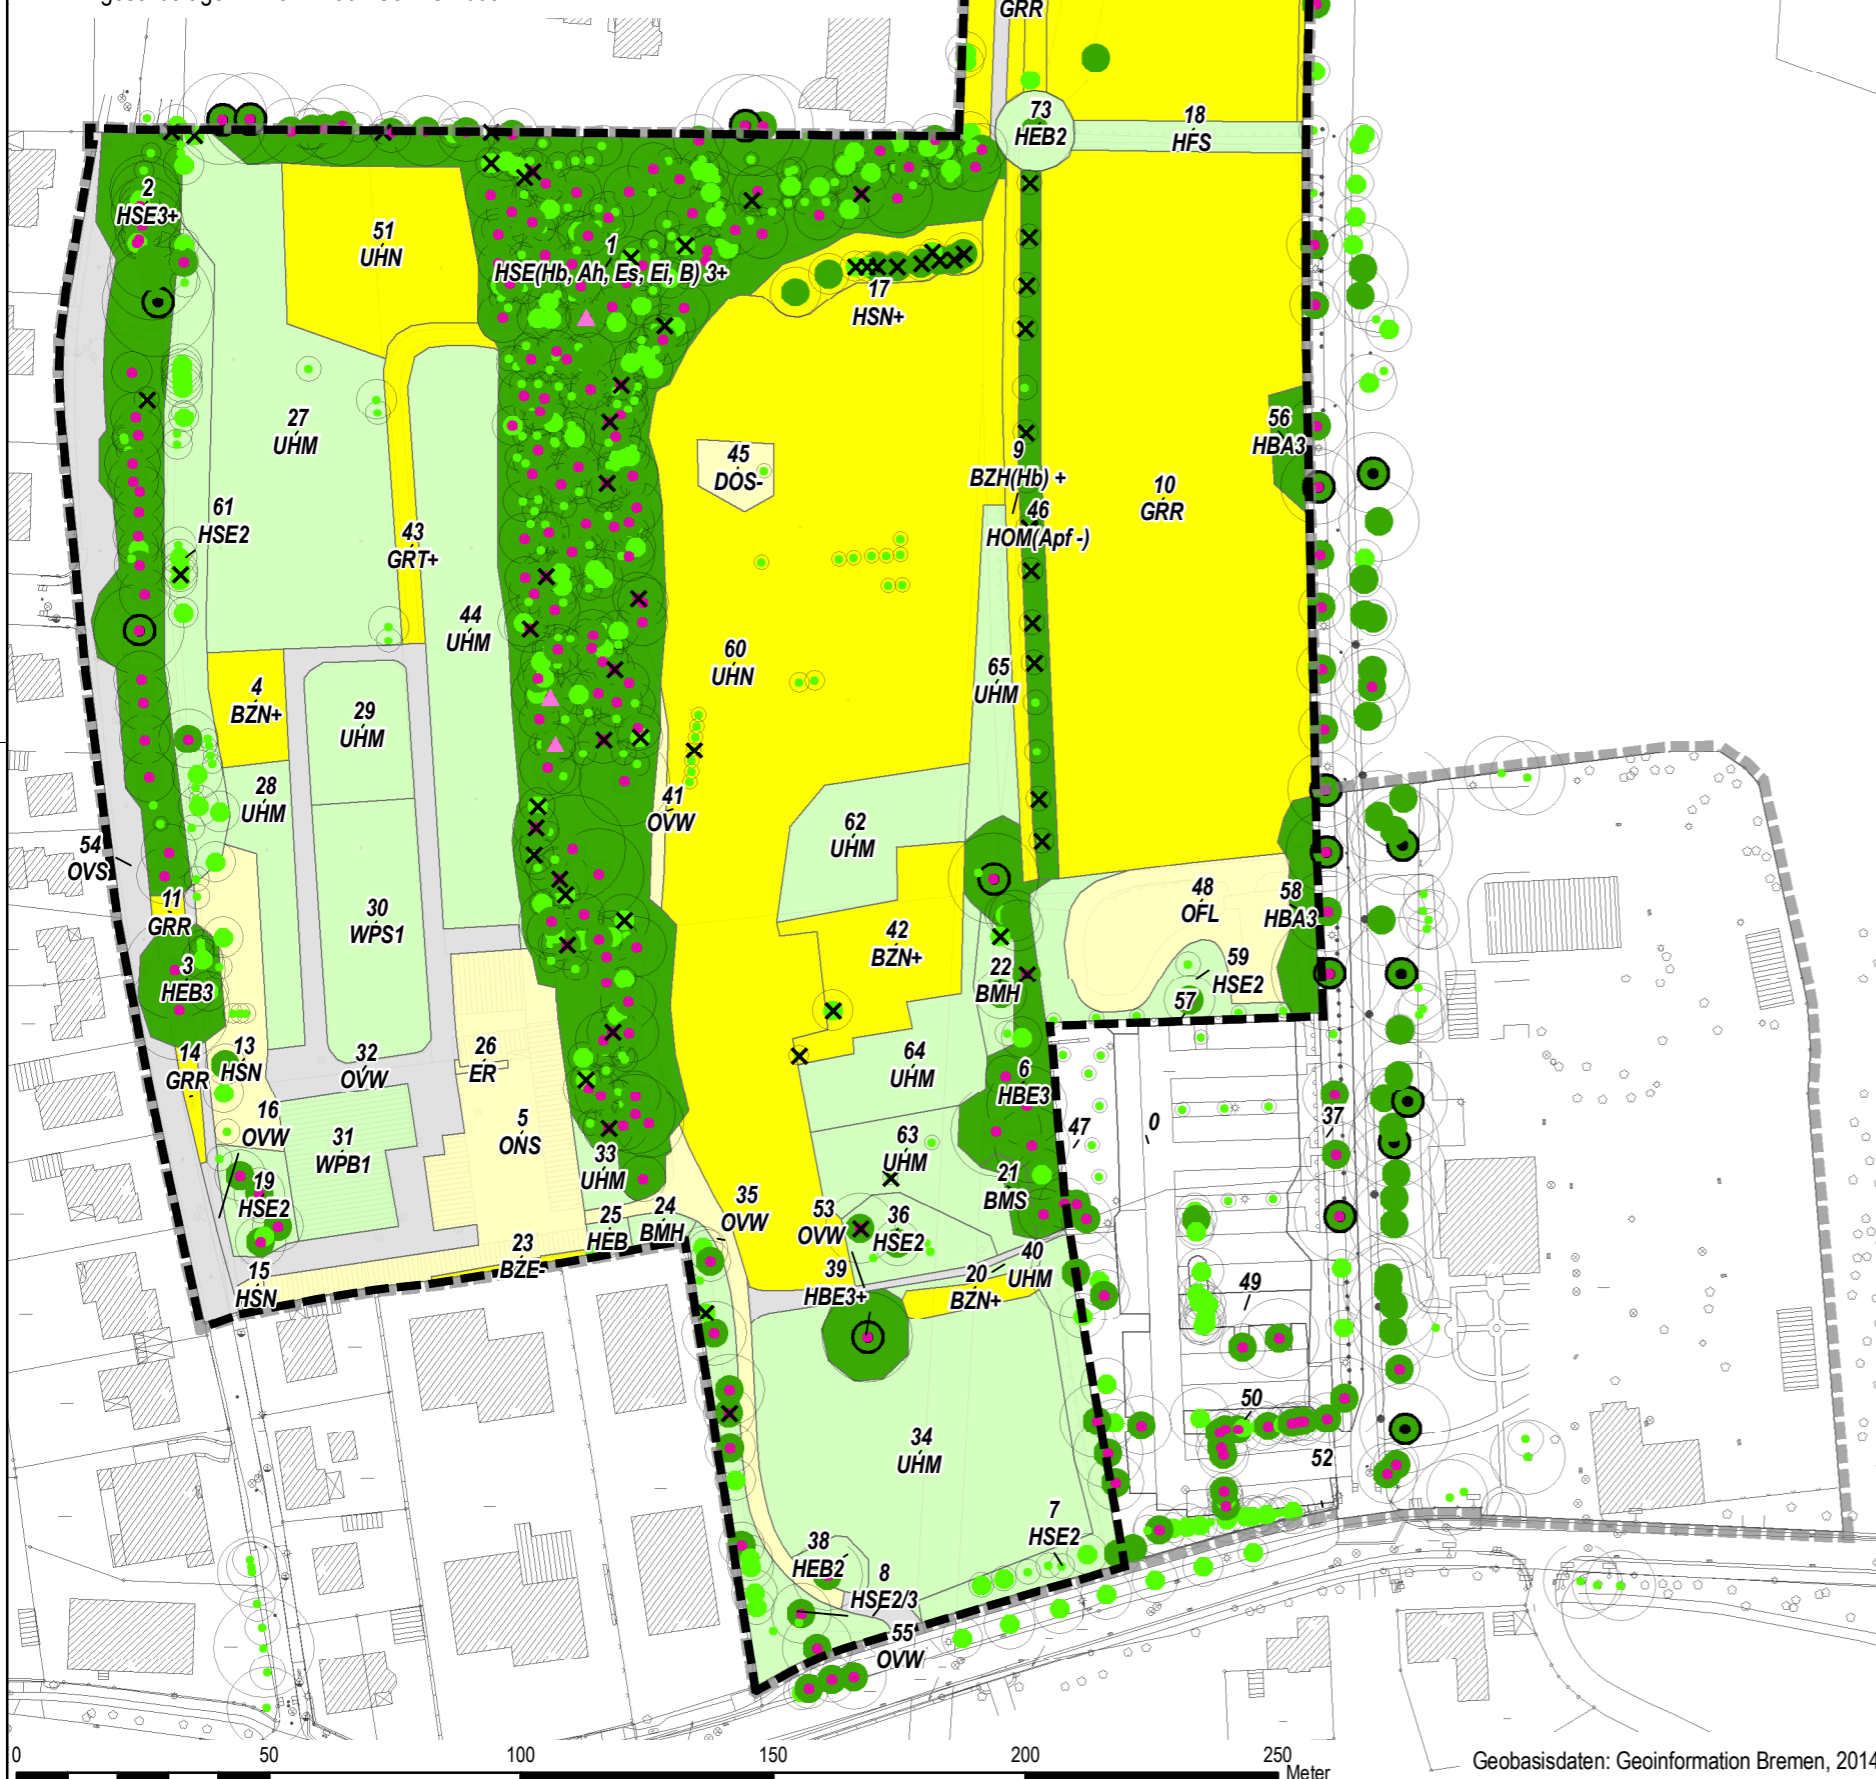 GRR
73
HEB2
18
HFS
2
HSE3+
51
UHN
1
HSE(Hb, Ah, Es, Ei, B) 3+
17
HSN+
27
UHM
56
HBA3
45
DOS-
9
BZH(Hb) +
10
GRR
61
HSE2
43
GRT+
46
HOM(Apf -)
44
UHM
60
UHN
65
UHM
4
BZN+
29
UHM
28
UHM
41
OVW
62
UHM
54
OVS
11
GRR
30
WPS1
48
OFL
58
HBA3
42
BZN+
3
HEB3
22
BMH
59
HSE2
57
14
GRR
13
HSN
32
OVW
26
ER
64
UHM
6
HBE3
16
OVW
31
WPB1
5
ONS
47
0
37
63
UHM
33
UHM
21
BMS
19
HSE2
25
HEB
24
BMH
35
OVW
53
OVW
36
HSE2
23
BZE-
40
UHM
15
HSN
39
HBE3+
20
BZN+
49
50
34
UHM
52
7
HSE2
38
HEB2
8
HSE2/3
55
OVW
0 50 100 150 200 250
Meter
Geobasisdaten: Geoinformation Bremen, 2014